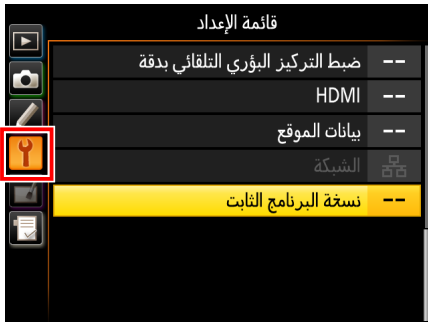 قائمة الإعداد
ضبط التركيز البؤري التلقائي بدقة --
HDMI --
بيانات الموقع --
الشبكة
نسخة البرنامج الثابت --